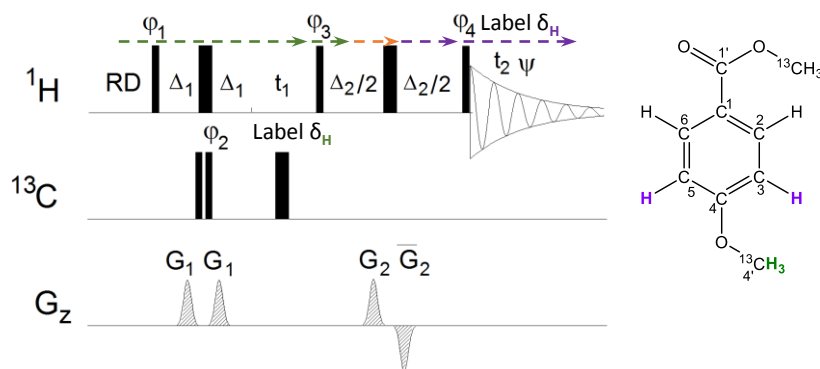 φ1 φ3 φ4 Label δH
1H RD Δ1 Δ1 t1 Δ2/2 Δ2/2 t2 ψ
φ2 Label δH
13C
G1 G1 G2 G̅2
Gz
O O 13CH3
1'
1
H 6 2 H
H 5 3 H
4
O
13CH3
4'